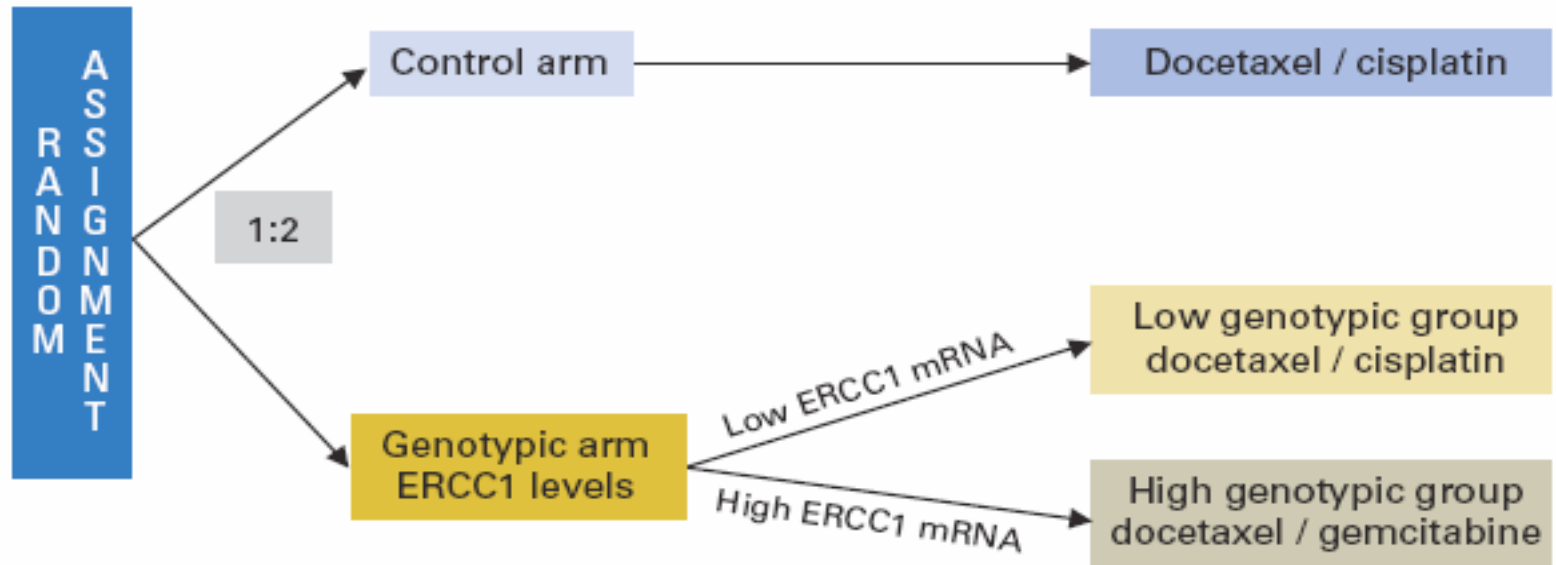 RANDOM
ASSIGNMENT
Control arm
Docetaxel / cisplatin
1:2
Genotypic arm
ERCC1 levels
Low ERCC1 mRNA
Low genotypic group
docetaxel / cisplatin
High ERCC1 mRNA
High genotypic group
docetaxel / gemcitabine